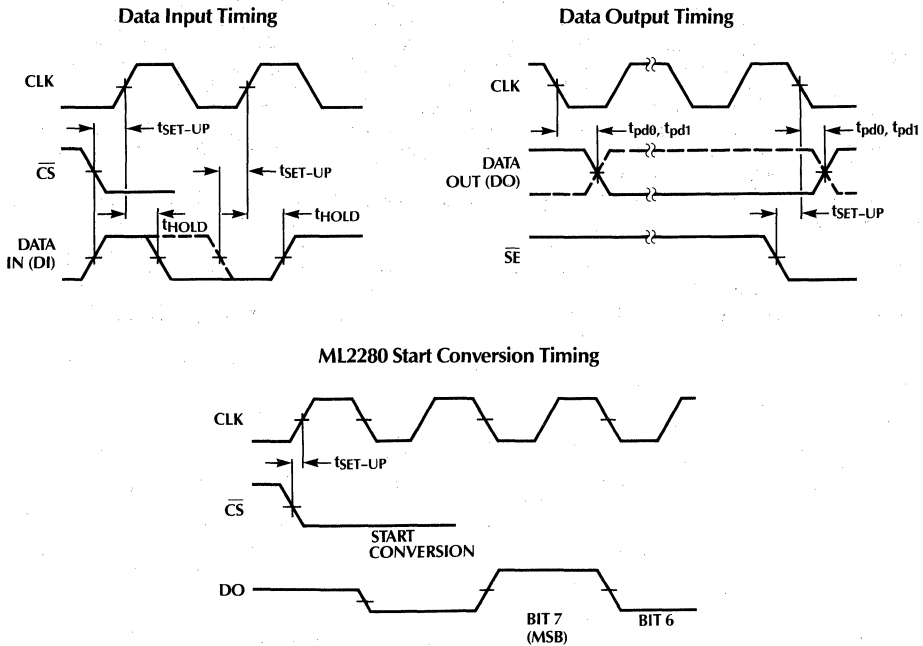 Data Input Timing
CLK
tSET–UP
CS
tSET–UP
tHOLD
tHOLD
DATA
IN (DI)
Data Output Timing
CLK
tpd0, tpd1
tpd0, tpd1
DATA
OUT (DO)
tSET–UP
SE
ML2280 Start Conversion Timing
CLK
tSET–UP
CS
START
CONVERSION
DO
BIT 7
(MSB)
BIT 6